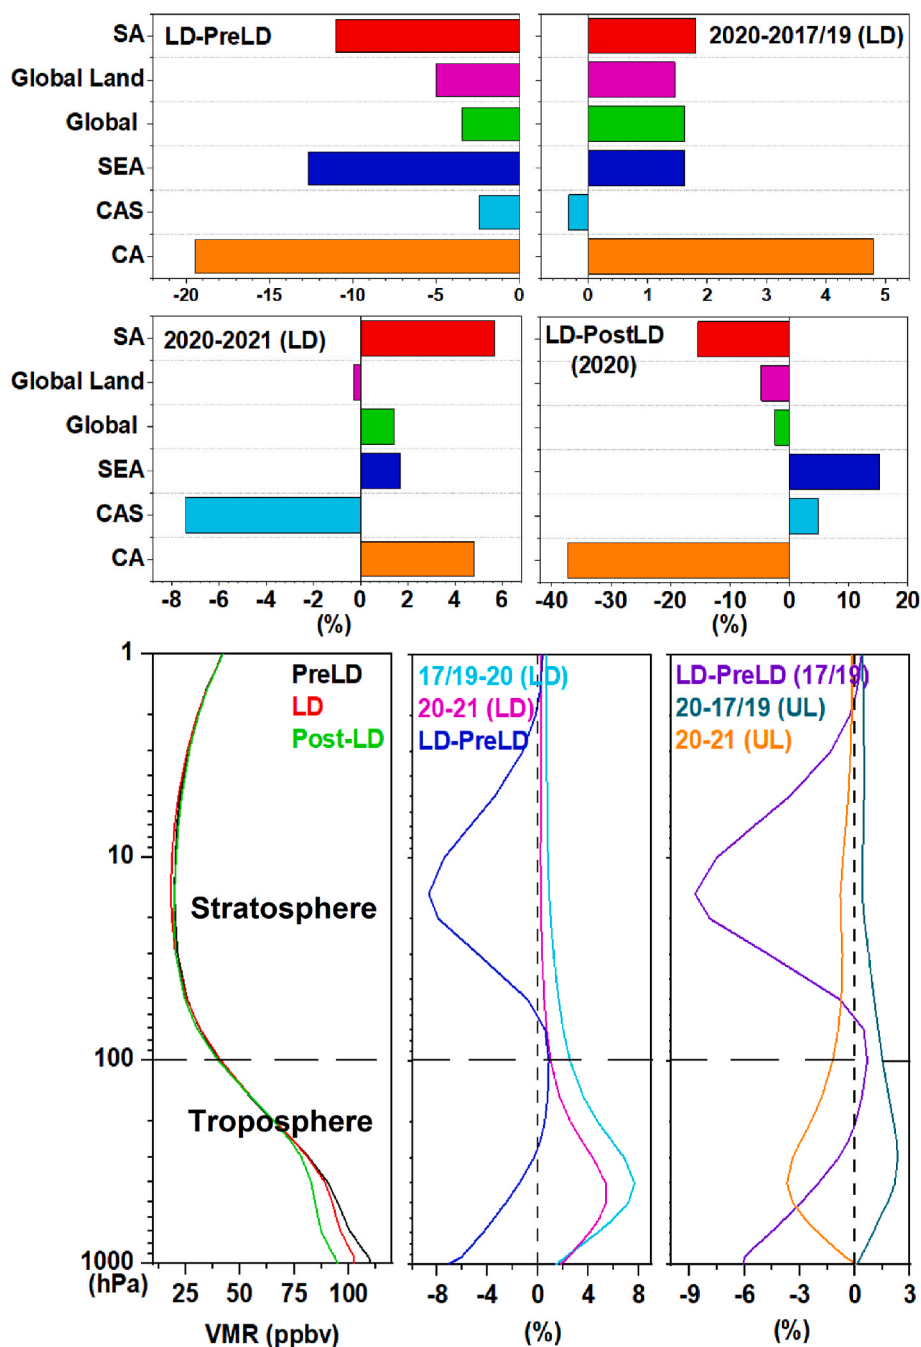 SA
Global Land
Global
SEA
CAS
CA
LD-PreLD
2020-2017/19 (LD)
-20 -15 -10 -5 0
0 1 2 3 4 5
SA
Global Land
Global
SEA
CAS
CA
2020-2021 (LD)
LD-PostLD
(2020)
-8 -6 -4 -2 0 2 4 6
(%)
-40 -30 -20 -10 0 10 20
(%)
1
10
100
1000
(hPa)
PreLD
LD
Post-LD
Stratosphere
Troposphere
25 50 75 100
VMR (ppbv)
17/19-20 (LD)
20-21 (LD)
LD-PreLD
-8 -4 0 4 8
(%)
LD-PreLD (17/19)
20-17/19 (UL)
20-21 (UL)
-9 -6 -3 0 3
(%)